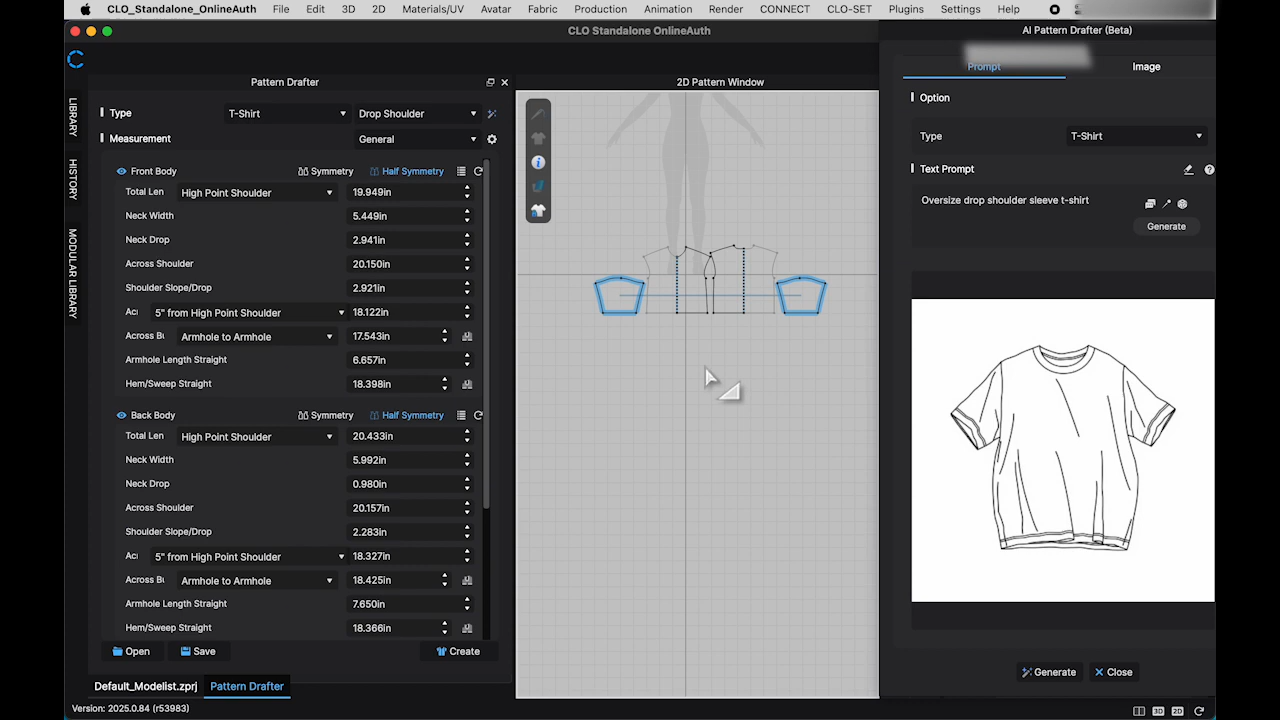 CLO_Standalone_OnlineAuth File Edit 3D 2D Materials/UV Avatar Fabric Production Animation Render CONNECT CLO-SET Plugins Settings Help
CLO Standalone OnlineAuth
AI Pattern Drafter (Beta)
Pattern Drafter
2D Pattern Window
Prompt Image
LIBRARY
HISTORY
MODULAR LIBRARY
Type T-Shirt Drop Shoulder
Measurement General
Front Body Symmetry Half Symmetry
Total Len High Point Shoulder 19.949in
Neck Width 5.449in
Neck Drop 2.941in
Across Shoulder 20.150in
Shoulder Slope/Drop 2.921in
5" from High Point Shoulder 18.122in
Across Armhole to Armhole 17.543in
Armhole Length Straight 6.657in
Hem/Sweep Straight 18.398in
Back Body Symmetry Half Symmetry
Total Len High Point Shoulder 20.433in
Neck Width 5.992in
Neck Drop 0.980in
Across Shoulder 20.157in
Shoulder Slope/Drop 2.283in
5" from High Point Shoulder 18.327in
Across Armhole to Armhole 18.425in
Armhole Length Straight 7.650in
Hem/Sweep Straight 18.366in
Open Save Create
Default_Modelist.zprj Pattern Drafter
Version: 2025.0.84 (r53983)
Option
Type T-Shirt
Text Prompt
Oversize drop shoulder sleeve t-shirt
Generate
Generate Close
3D 2D